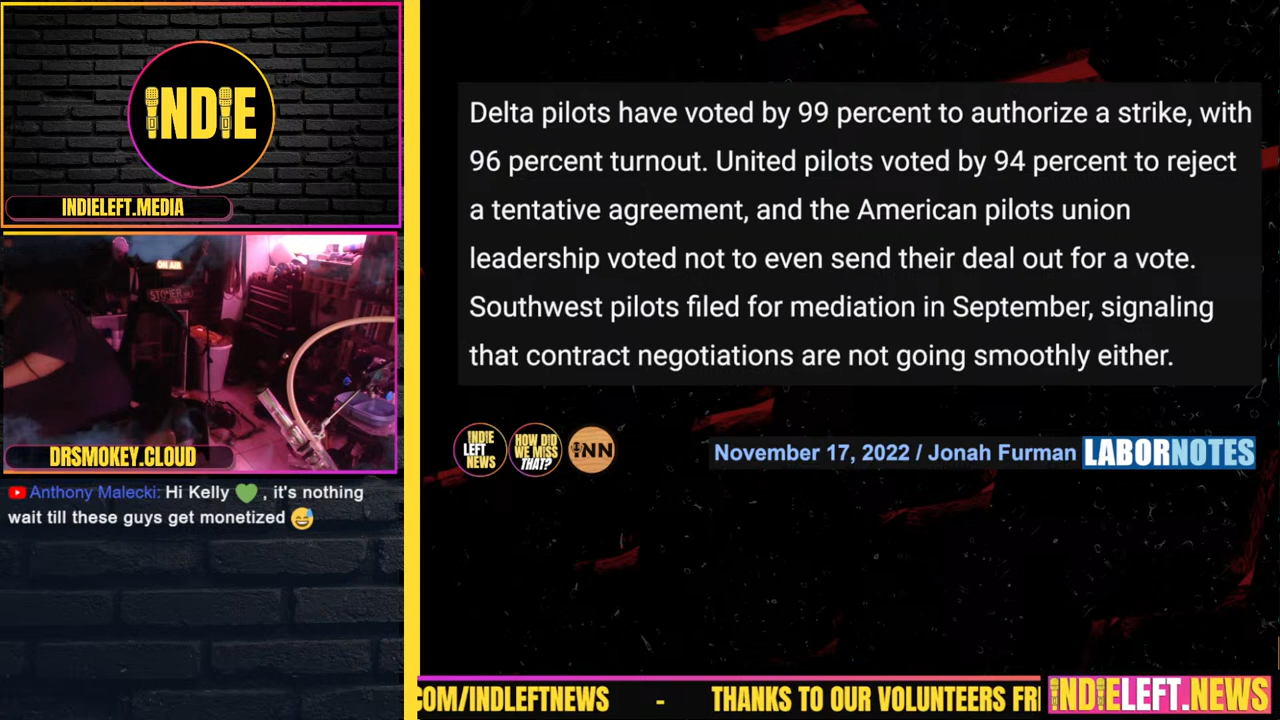 INDIE
INDIELEFT.MEDIA
ON AIR
STONER
DRSMOKEY.CLOUD
Anthony Malecki: Hi Kelly 💚 , it's nothing
wait till these guys get monetized 😅
Delta pilots have voted by 99 percent to authorize a strike, with
96 percent turnout. United pilots voted by 94 percent to reject
a tentative agreement, and the American pilots union
leadership voted not to even send their deal out for a vote.
Southwest pilots filed for mediation in September, signaling
that contract negotiations are not going smoothly either.
INDIE
LEFT
NEWS
HOW DID
WE MISS
THAT?
INN
November 17, 2022 / Jonah Furman LABORNOTES
COM/INDLEFTNEWS - THANKS TO OUR VOLUNTEERS FRI
INDIELEFT.NEWS